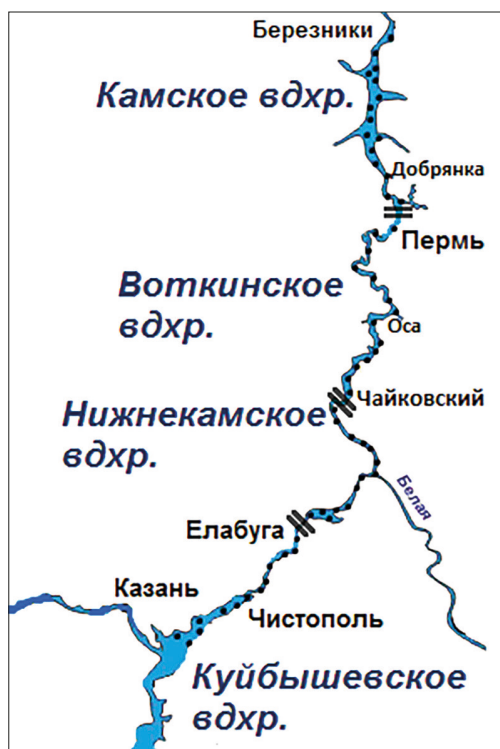 Березники
Камское вдхр.
Добрянка
Пермь
Воткинское
вдхр.
Оса
Чайковский
Нижнекамское
вдхр.
Белая
Елабуга
Казань
Чистополь
Куйбышевское
вдхр.